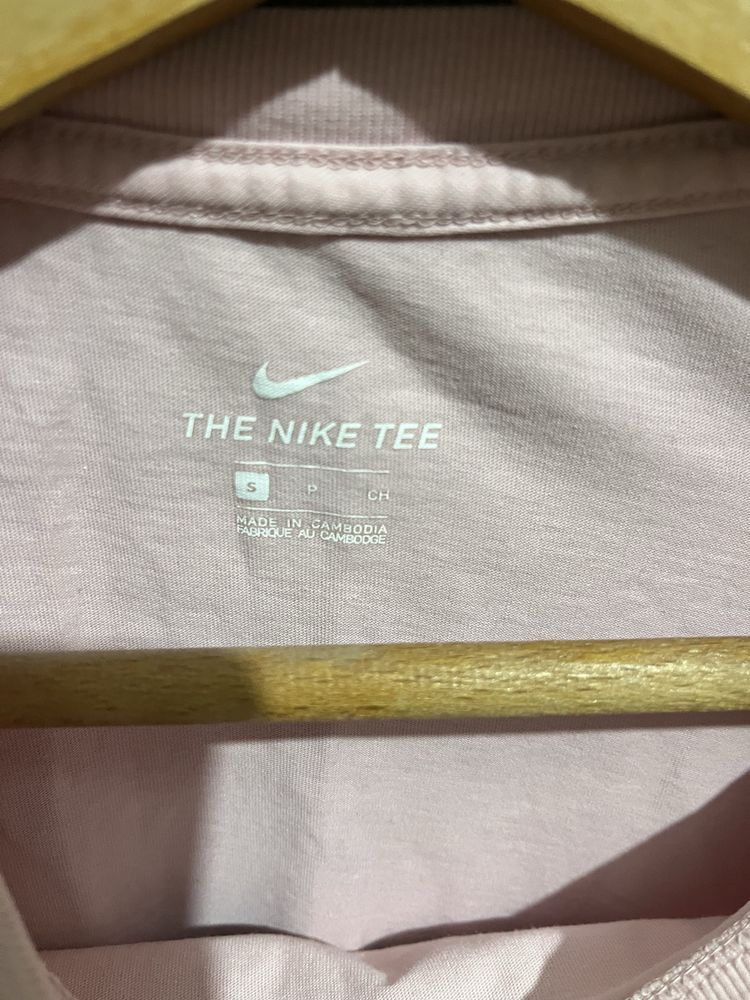 THE NIKE TEE
S P CH
MADE IN CAMBODIA
FABRIQUE AU CAMBODGE